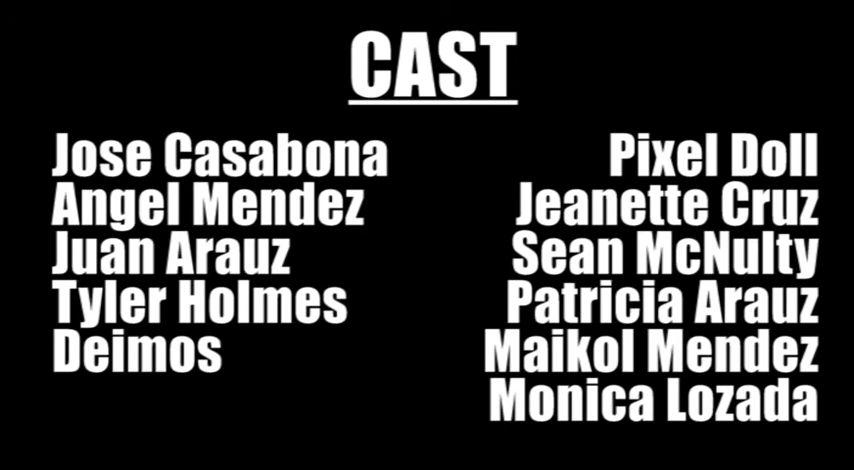 CAST
Jose Casabona
Angel Mendez
Juan Arauz
Tyler Holmes
Deimos
Pixel Doll
Jeanette Cruz
Sean McNulty
Patricia Arauz
Maikol Mendez
Monica Lozada